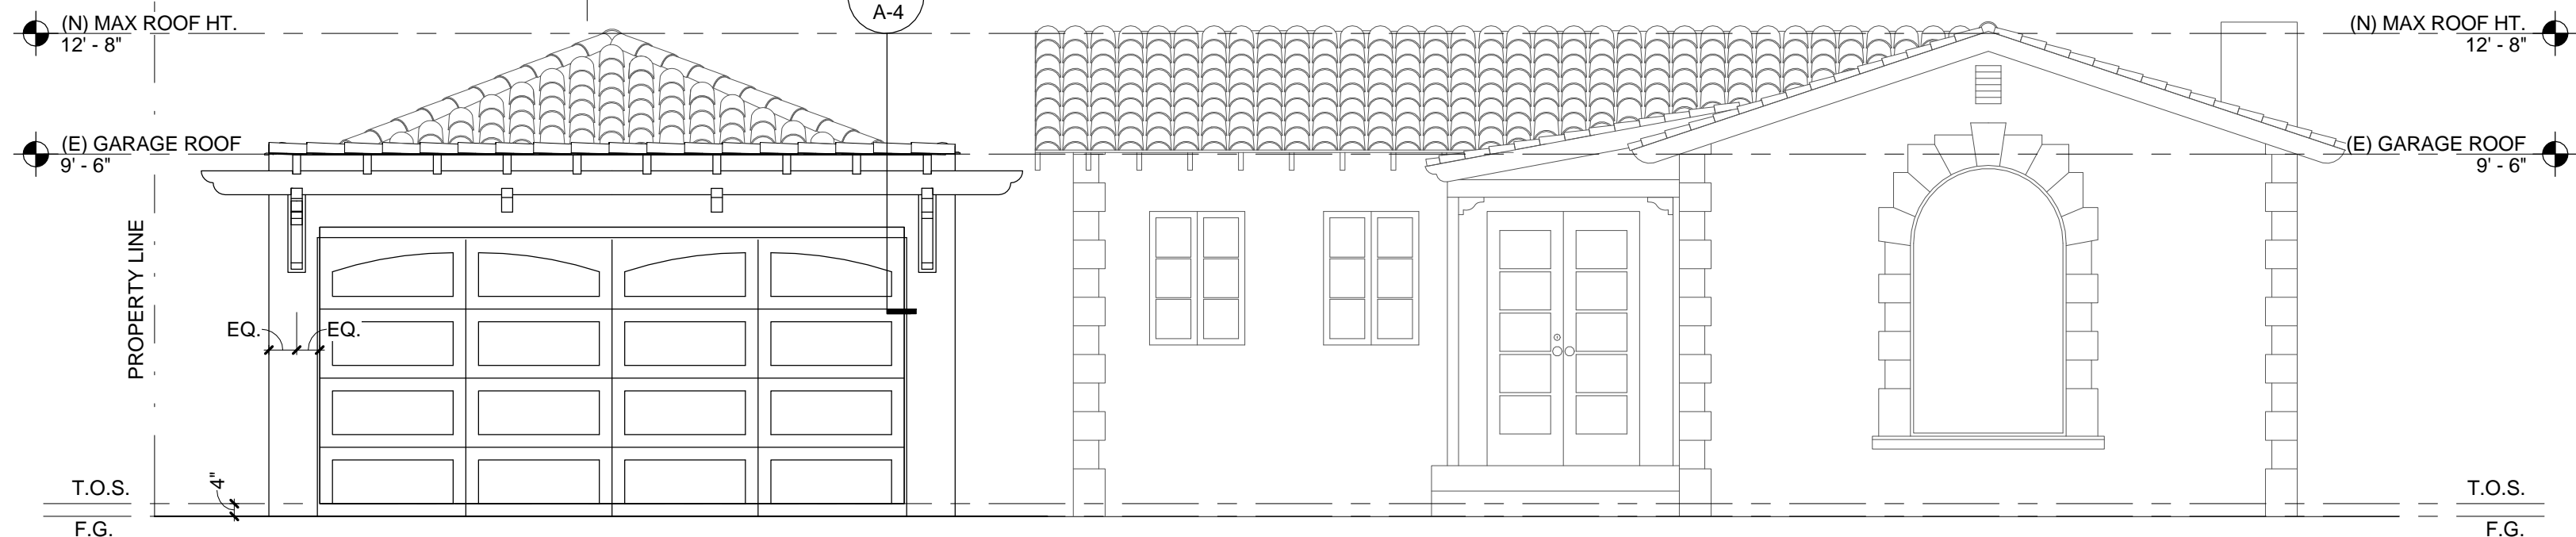 A-4
(N) MAX ROOF HT.
12' - 8"
(N) MAX ROOF HT.
12' - 8"
(E) GARAGE ROOF
9' - 6"
(E) GARAGE ROOF
9' - 6"
PROPERTY LINE
EQ.
EQ.
4"
T.O.S.
F.G.
T.O.S.
F.G.